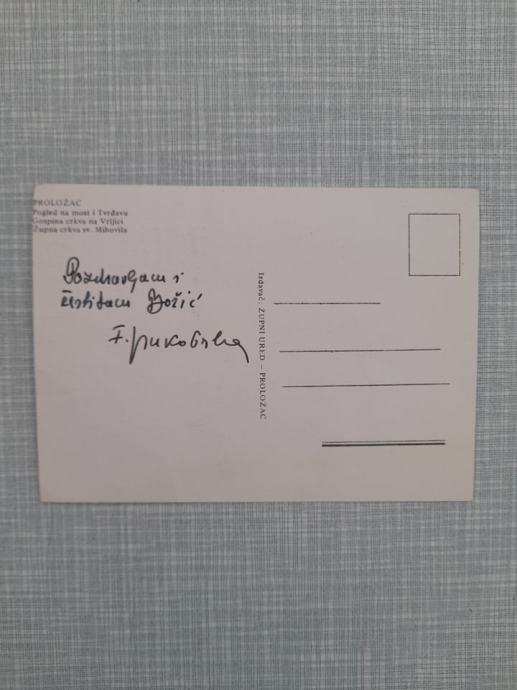 PROLOŽAC
Pogled na most i Tvrđavu
Gospina crkva na Vrljici
Župna crkva sv. Mihovila
Pozdravljam i
čestitam Božić
F.
Izdavač: ŽUPNI URED – PROLOŽAC